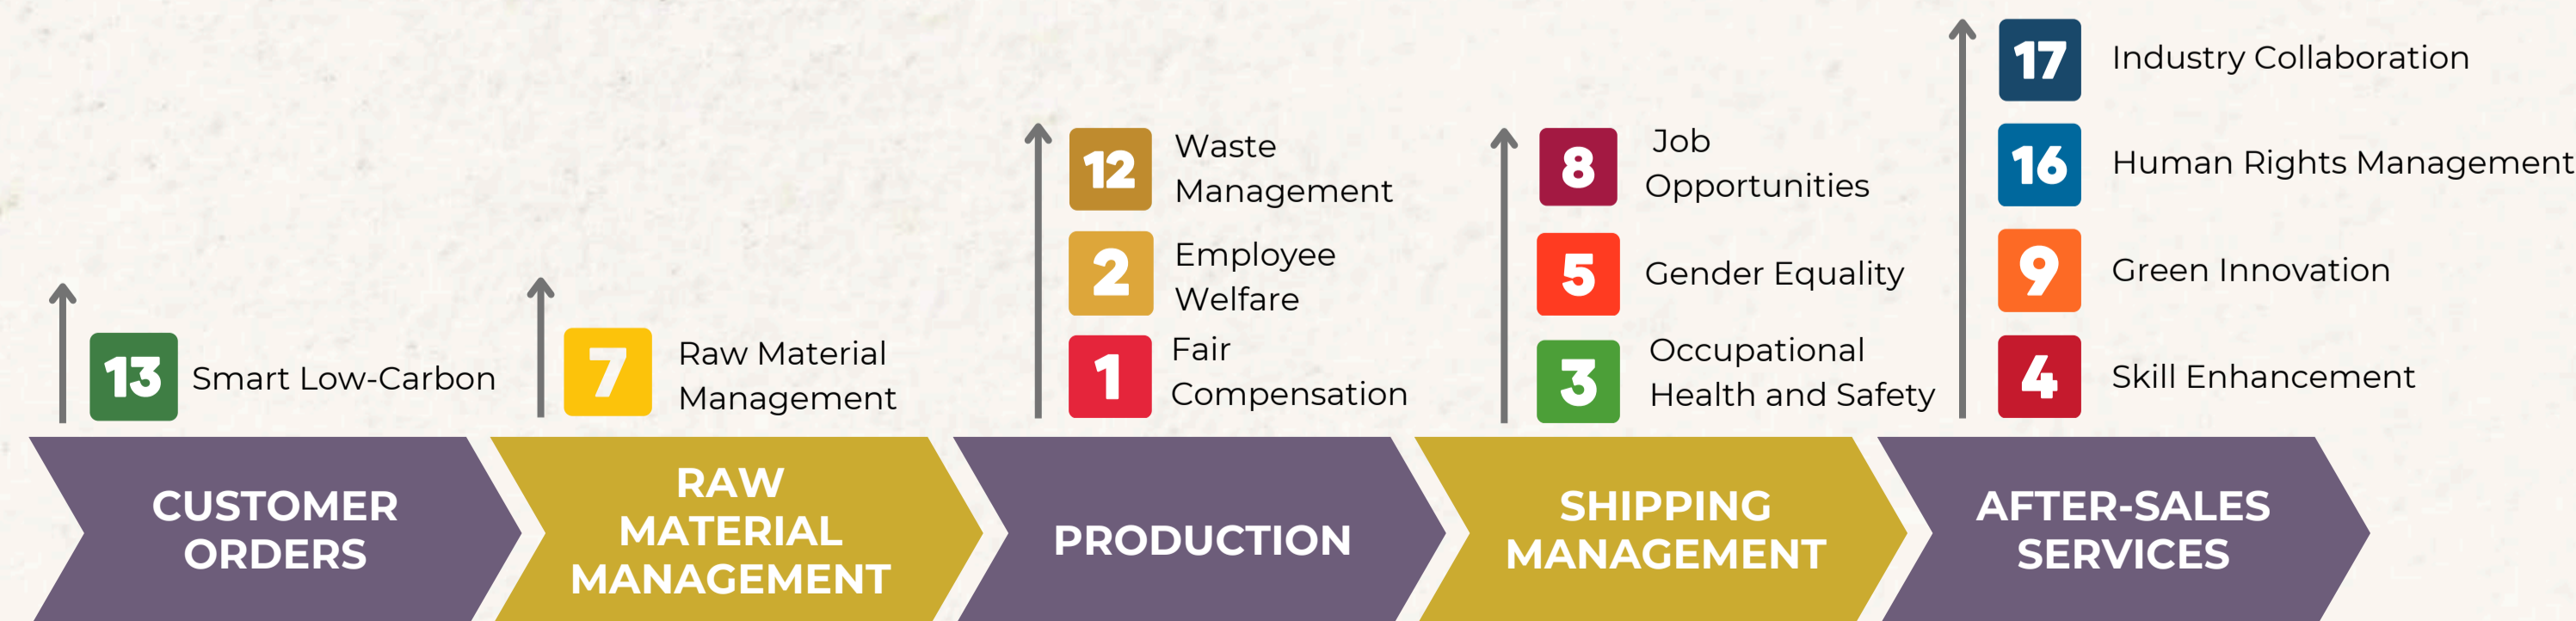 13
Smart Low-Carbon
CUSTOMER
ORDERS
7
Raw Material
Management
RAW
MATERIAL
MANAGEMENT
12
Waste
Management
2
Employee
Welfare
1
Fair
Compensation
PRODUCTION
8
Job
Opportunities
5
Gender Equality
3
Occupational
Health and Safety
SHIPPING
MANAGEMENT
17
Industry Collaboration
16
Human Rights Management
9
Green Innovation
4
Skill Enhancement
AFTER-SALES
SERVICES